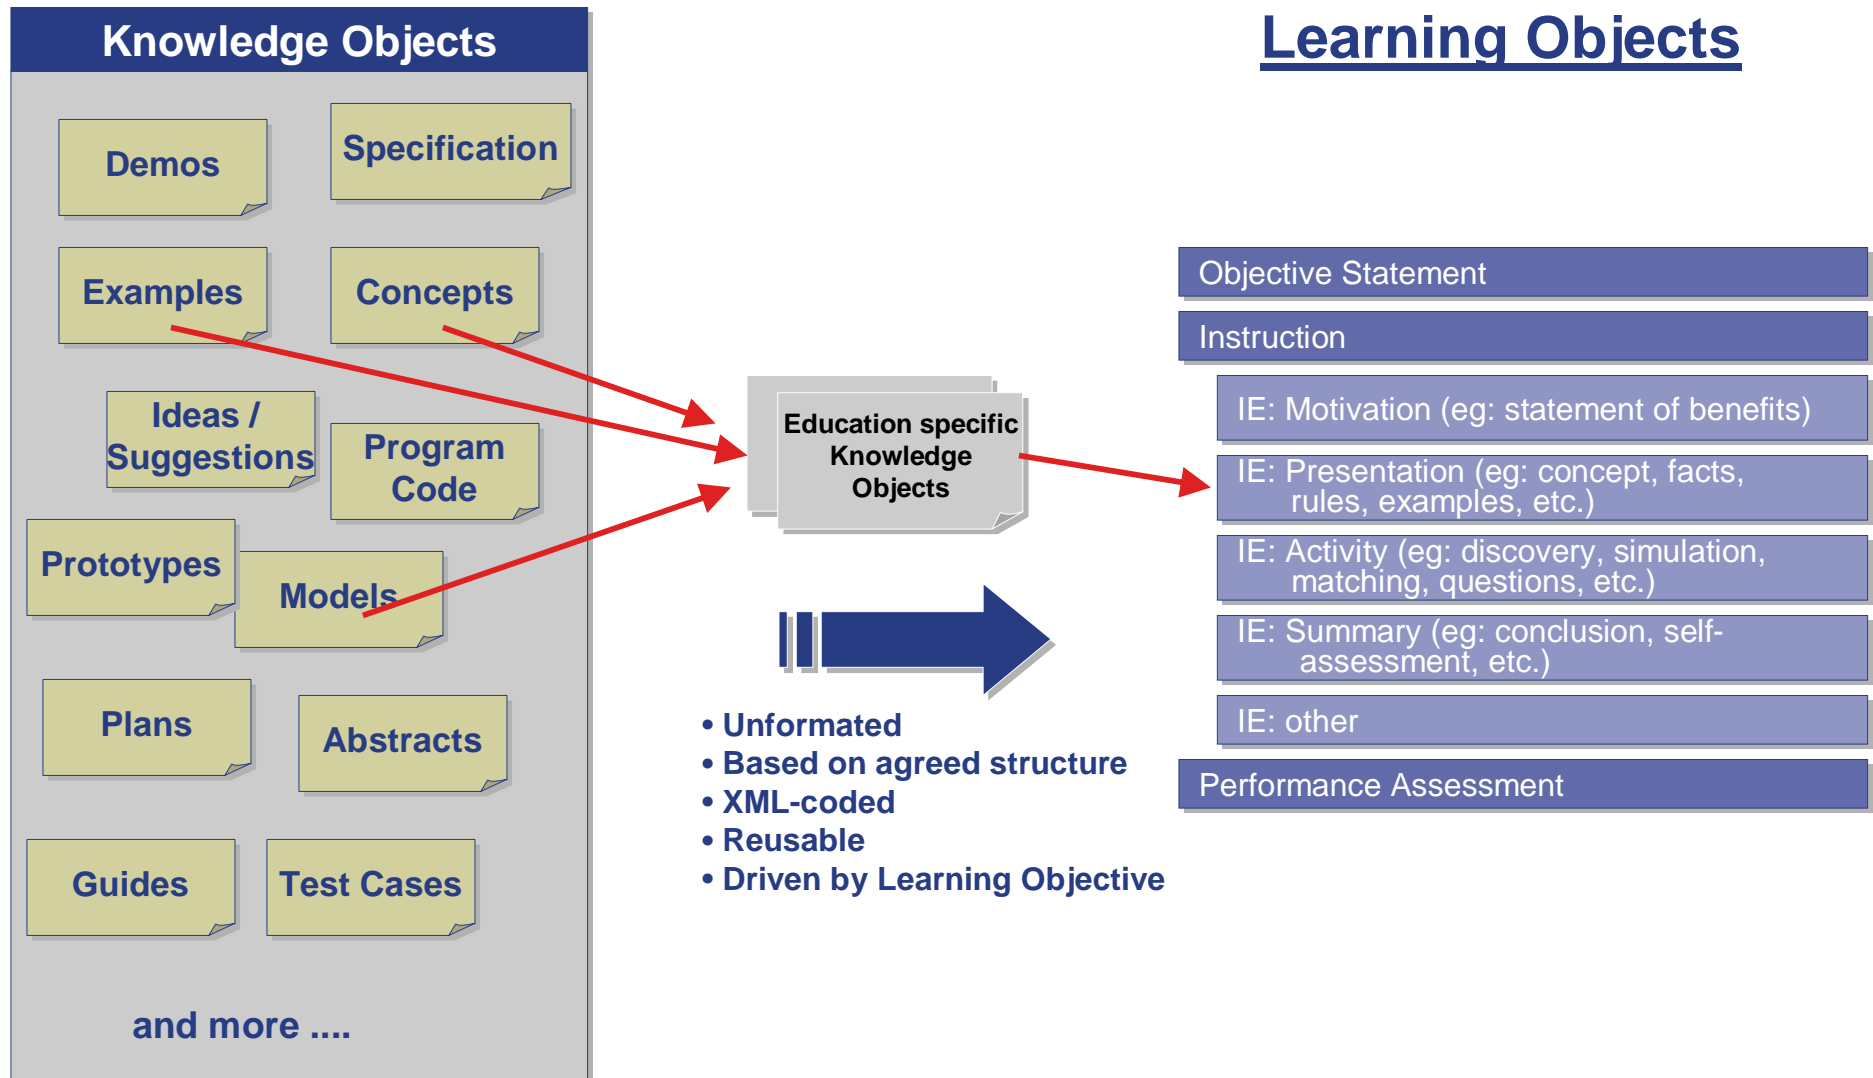 Knowledge Objects
Demos
Specification
Examples
Concepts
Ideas /
Suggestions
Program
Code
Prototypes
Models
Plans
Abstracts
Guides
Test Cases
and more ....
Education specific
Knowledge
Objects
• Unformated
• Based on agreed structure
• XML-coded
• Reusable
• Driven by Learning Objective
Learning Objects
Objective Statement
Instruction
IE: Motivation (eg: statement of benefits)
IE: Presentation (eg: concept, facts,
rules, examples, etc.)
IE: Activity (eg: discovery, simulation,
matching, questions, etc.)
IE: Summary (eg: conclusion, self-
assessment, etc.)
IE: other
Performance Assessment